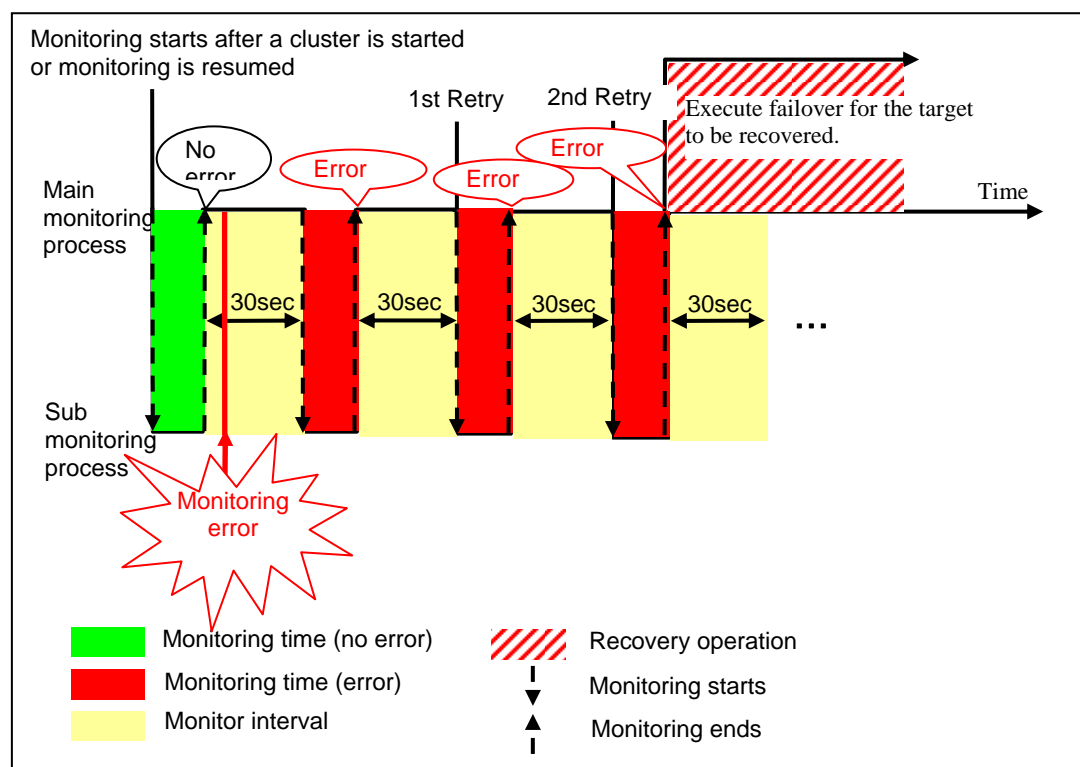 Monitoring starts after a cluster is started
or monitoring is resumed
1st Retry
2nd Retry
Execute failover for the target
to be recovered.
No
error
Error
Error
Error
Main
monitoring
process
Time
30sec
30sec
30sec
30sec
...
Sub
monitoring
process
Monitoring
error
Monitoring time (no error)
Monitoring time (error)
Monitor interval
Recovery operation
Monitoring starts
Monitoring ends